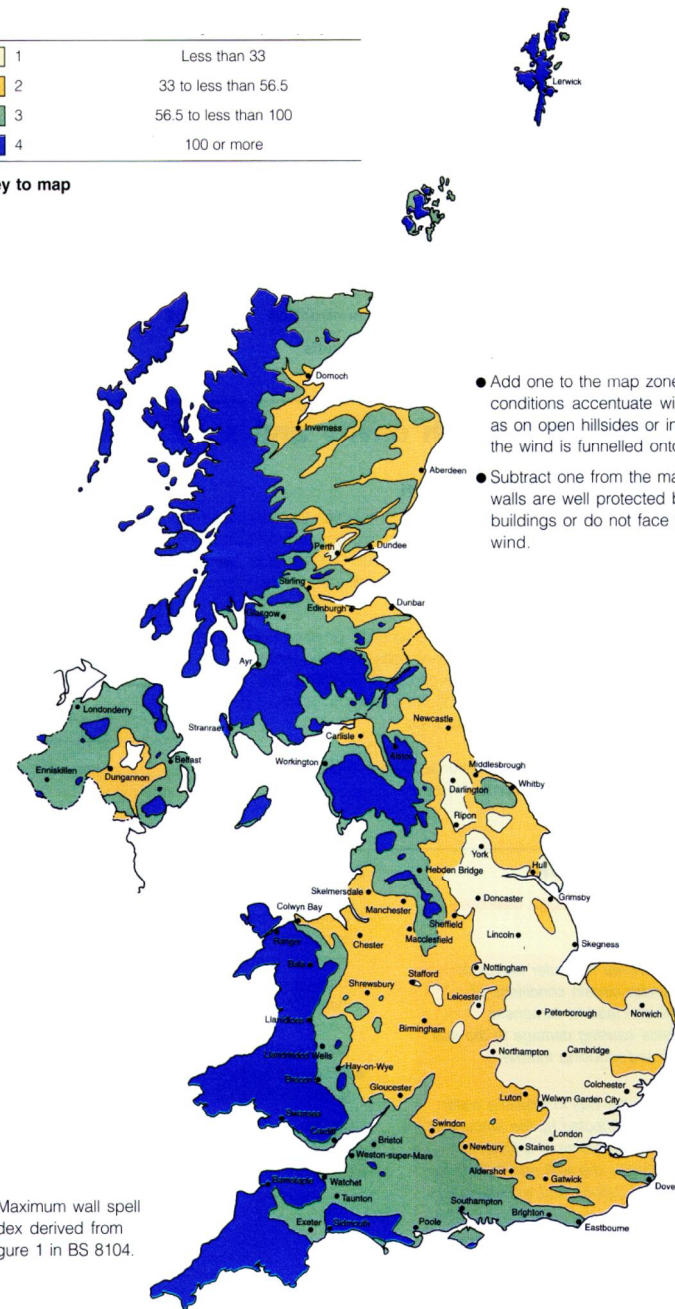 1 Less than 33
2 33 to less than 56.5
3 56.5 to less than 100
4 100 or more
ey to map
Lerwick
Dornoch
● Add one to the map zone
conditions accentuate wi
as on open hillsides or in
the wind is funnelled onto
● Subtract one from the ma
walls are well protected b
buildings or do not face
wind.
Inverness
Aberdeen
Perth
Dundee
Stirling
Edinburgh
Dunbar
Glasgow
Ayr
Londonderry
Stranraer
Newcastle
Carlisle
Alston
Belfast
Workington
Enniskillen
Dungannon
Middlesbrough
Whitby
Darlington
Ripon
York
Hull
Hebden Bridge
Skelmersdale
Manchester
Doncaster
Grimsby
Colwyn Bay
Sheffield
Bangor
Chester
Macclesfield
Lincoln
Skegness
Bala
Nottingham
Stafford
Shrewsbury
Leicester
Peterborough
Norwich
Birmingham
Llandrindod Wells
Northampton
Cambridge
Hay-on-Wye
Brecon
Gloucester
Luton
Colchester
Welwyn Garden City
Swansea
Swindon
London
Cardiff
Bristol
Newbury
Staines
Weston-super-Mare
Aldershot
Gatwick
Dove
Barnstaple
Watchet
Taunton
Southampton
Brighton
Exeter
Sidmouth
Poole
Eastbourne
Maximum wall spell
dex derived from
gure 1 in BS 8104.